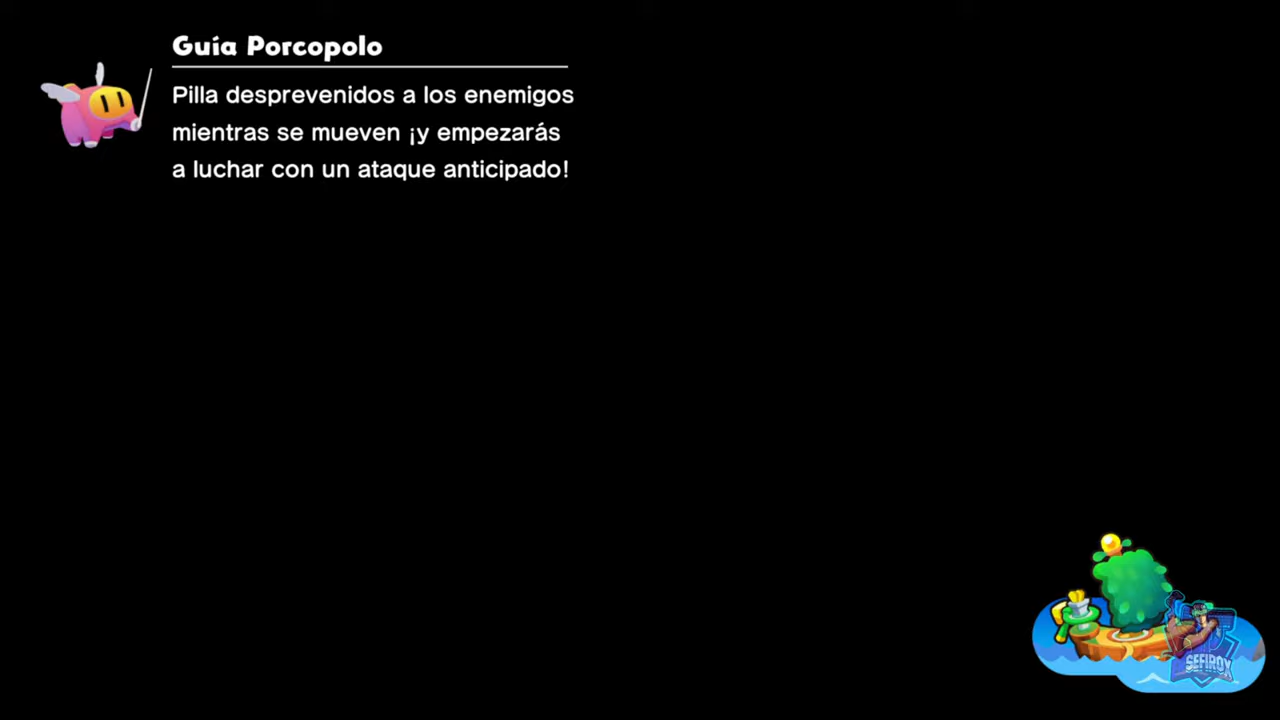 Guía Porcopolo
Pilla desprevenidos a los enemigos
mientras se mueven ¡y empezarás
a luchar con un ataque anticipado!
SEFIROX